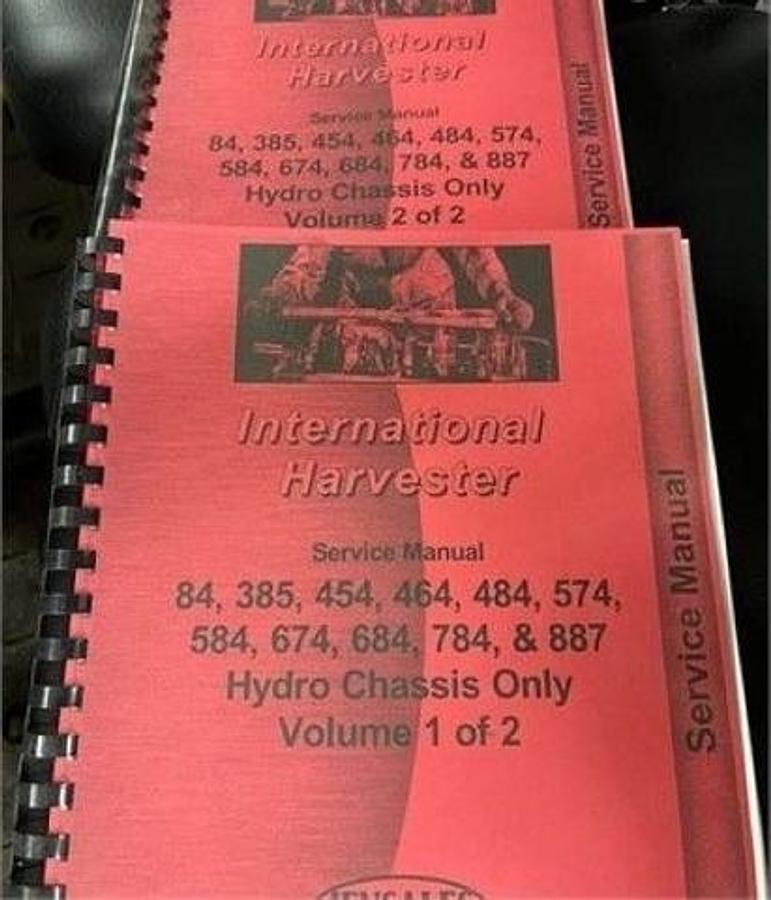 International
Harvester
Service Manual
84, 385, 454, 464, 484, 574,
584, 674, 684, 784, & 887
Hydro Chassis Only
Volume 2 of 2
Service Manual
International
Harvester
Service Manual
84, 385, 454, 464, 484, 574,
584, 674, 684, 784, & 887
Hydro Chassis Only
Volume 1 of 2
Service Manual
JENSALES